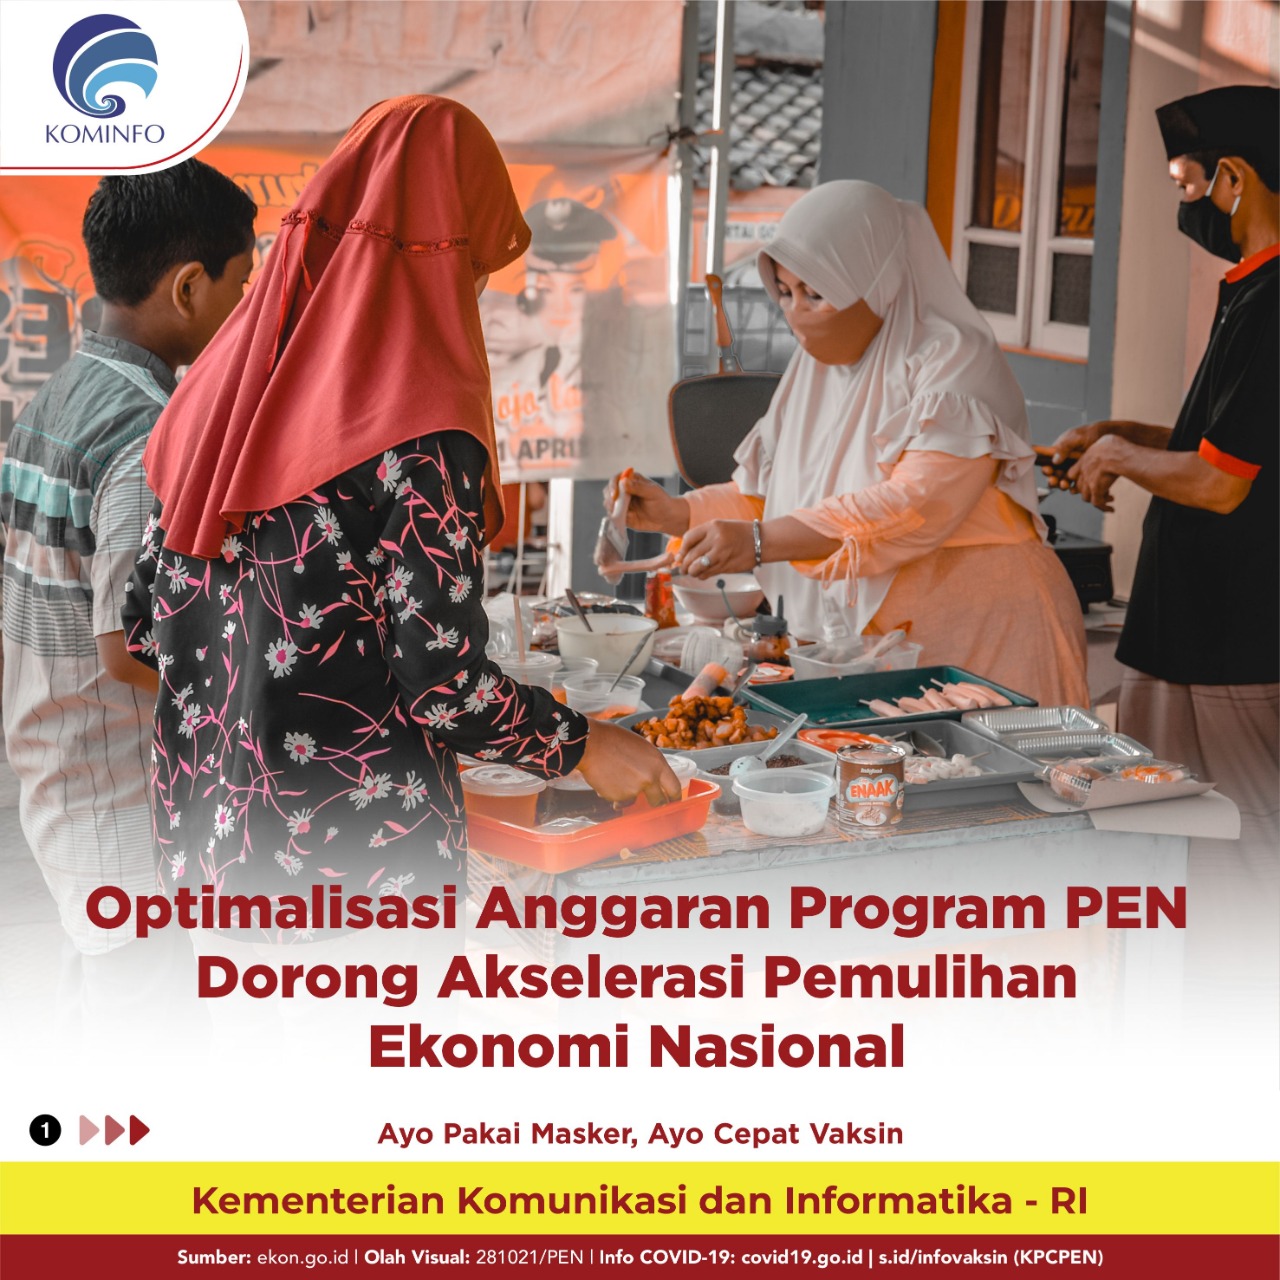 KOMINFO
1 APRIL
ENAAK
Optimalisasi Anggaran Program PEN
Dorong Akselerasi Pemulihan
Ekonomi Nasional
1
Ayo Pakai Masker, Ayo Cepat Vaksin
Kementerian Komunikasi dan Informatika - RI
Sumber: ekon.go.id | Olah Visual: 281021/PEN | Info COVID-19: covid19.go.id | s.id/infovaksin (KPCPEN)